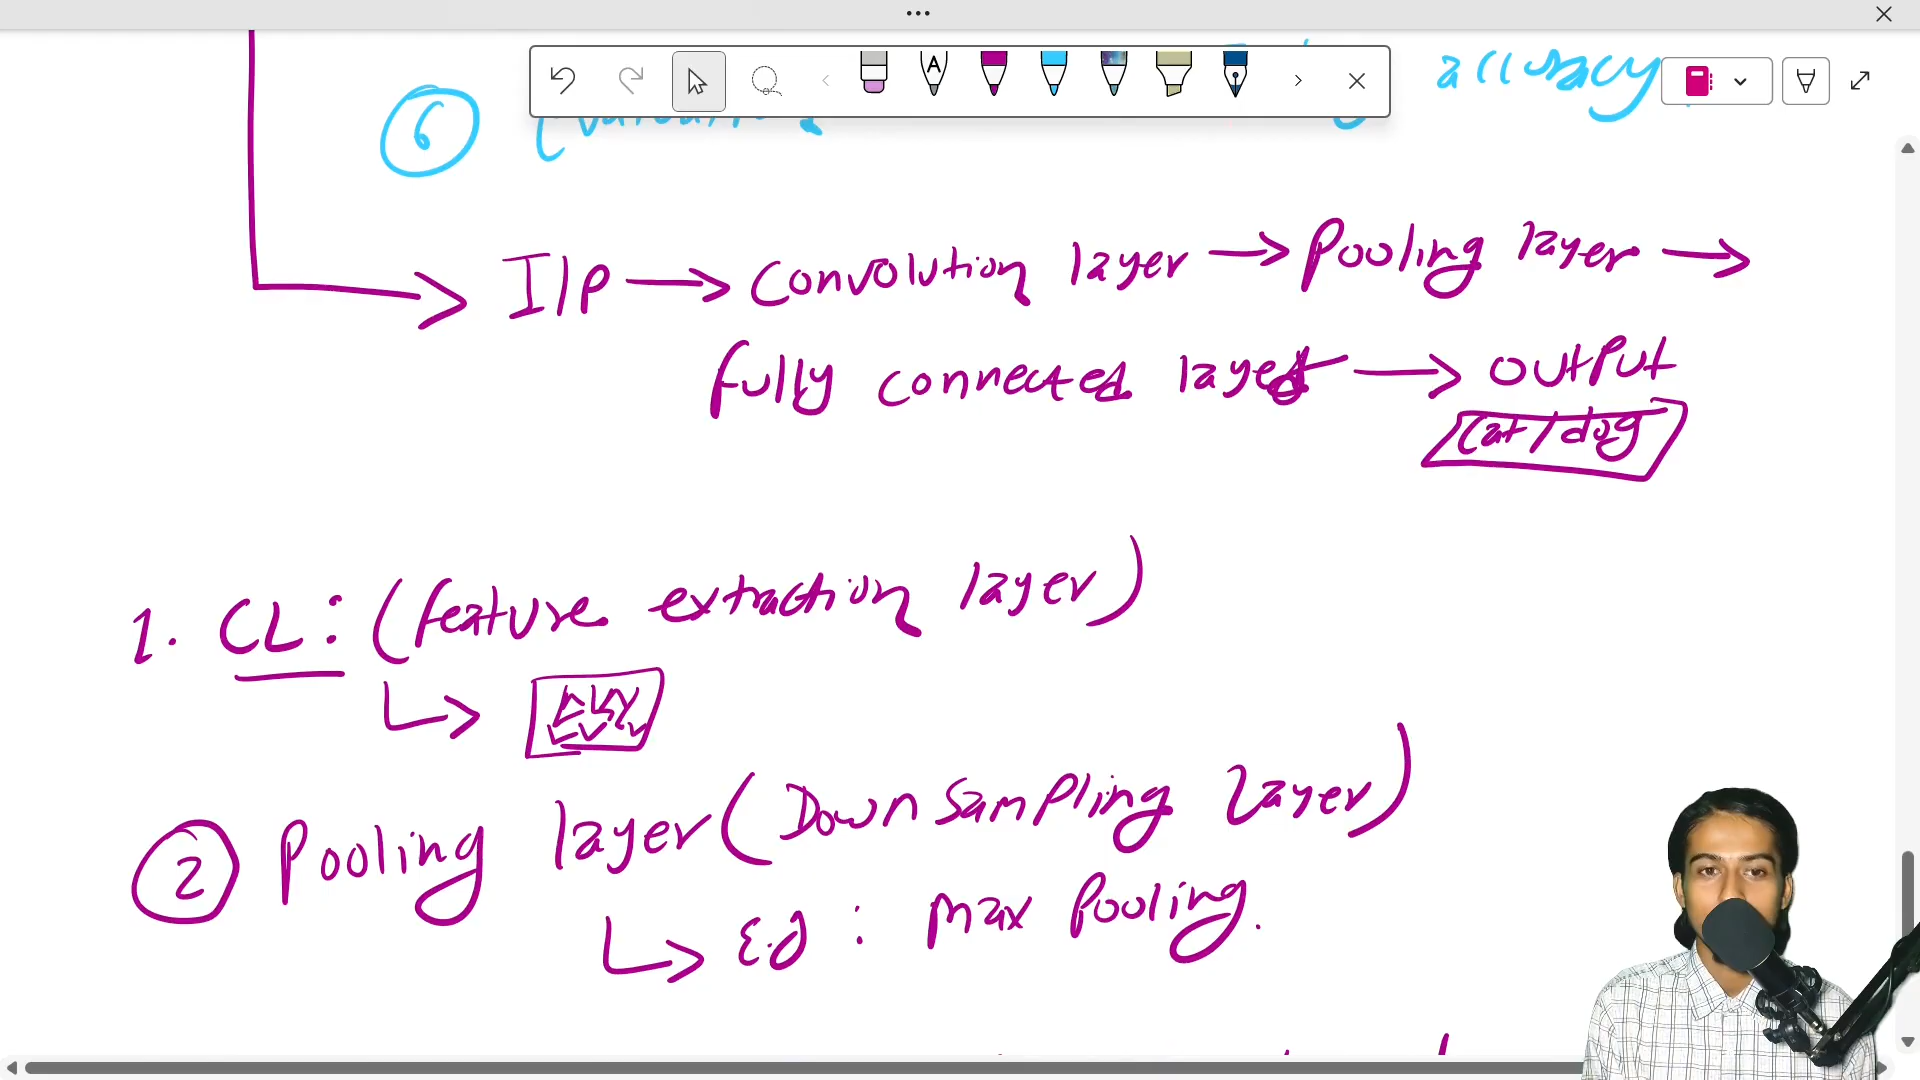 accuracy
6
I/P → Convolution layer → Pooling layer →
fully connected layer → output
Cat/dog
1. CL: (feature extraction layer)
2 Pooling layer (Down Sampling layer)
E.g : Max Pooling.